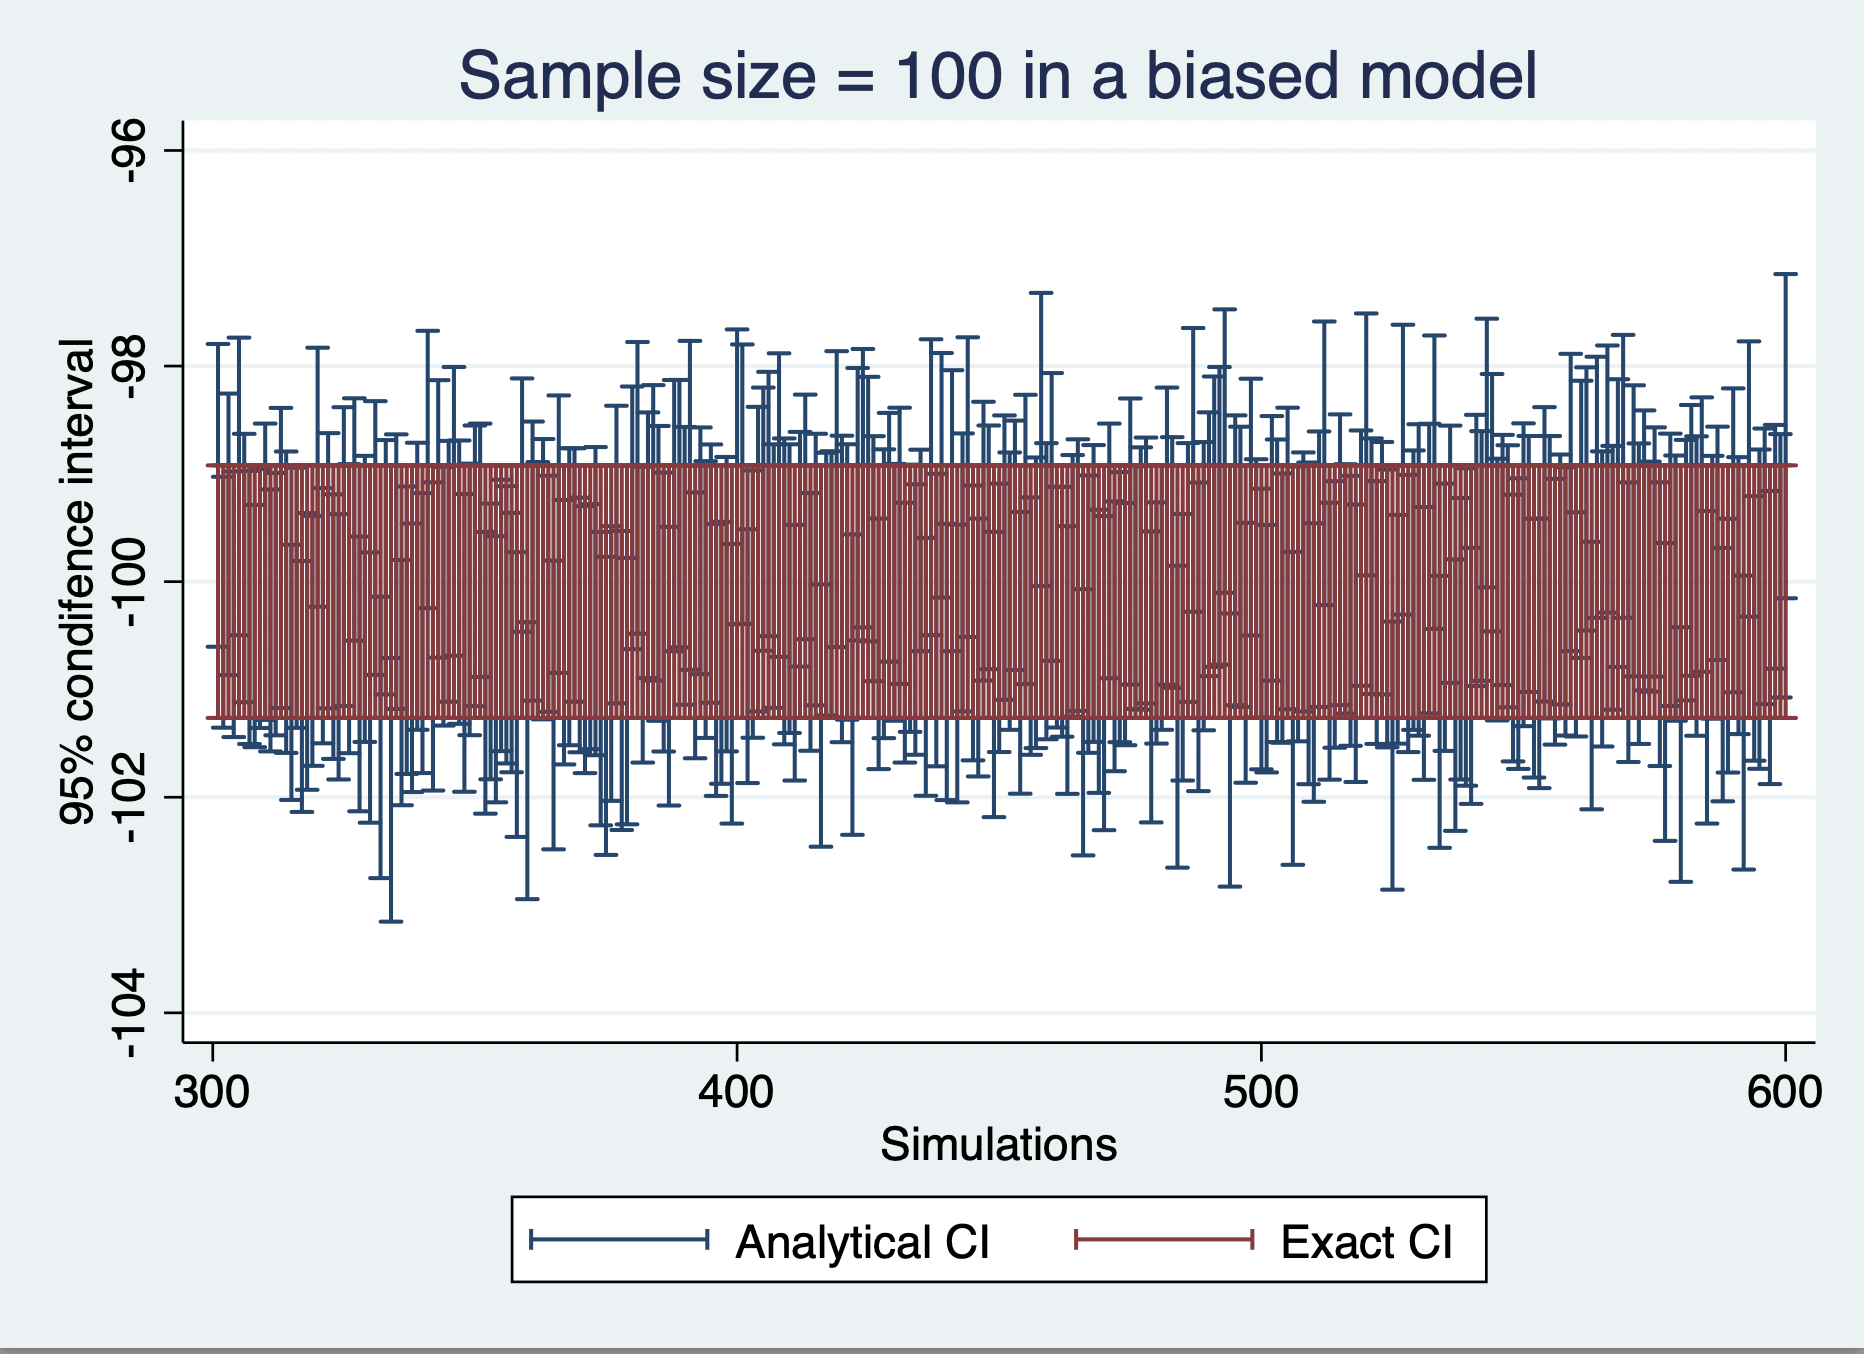 Sample size = 100 in a biased model
95% condifence interval
-96
-98
-100
-102
-104
300 400 500 600
Simulations
Analytical CI Exact CI